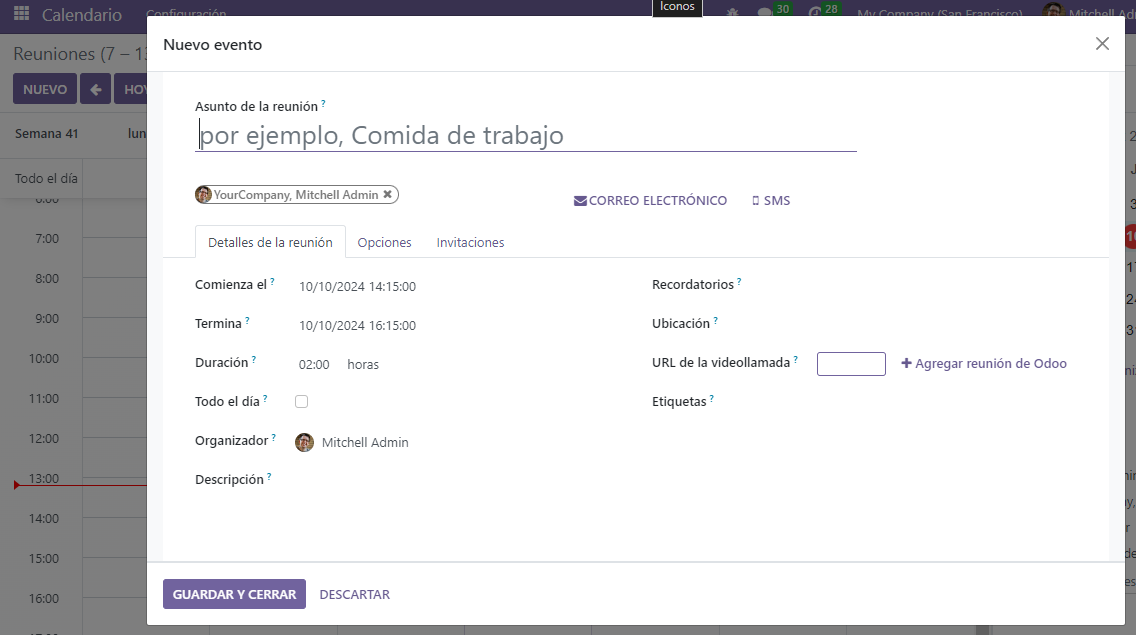 Iconos
Calendario Configuración 30 28 My Company (San Francisco) Mitchell Ad
Reuniones (7 – 13
NUEVO HOY
Semana 41 lun
Todo el día
6:00
7:00
8:00
9:00
10:00
11:00
12:00
13:00
14:00
15:00
16:00
Nuevo evento
Asunto de la reunión ?
por ejemplo, Comida de trabajo
YourCompany, Mitchell Admin
CORREO ELECTRÓNICO SMS
Detalles de la reunión Opciones Invitaciones
Comienza el ? 10/10/2024 14:15:00
Termina ? 10/10/2024 16:15:00
Duración ? 02:00 horas
Todo el día ?
Organizador ? Mitchell Admin
Descripción ?
Recordatorios ?
Ubicación ?
URL de la videollamada ? Agregar reunión de Odoo
Etiquetas ?
GUARDAR Y CERRAR DESCARTAR